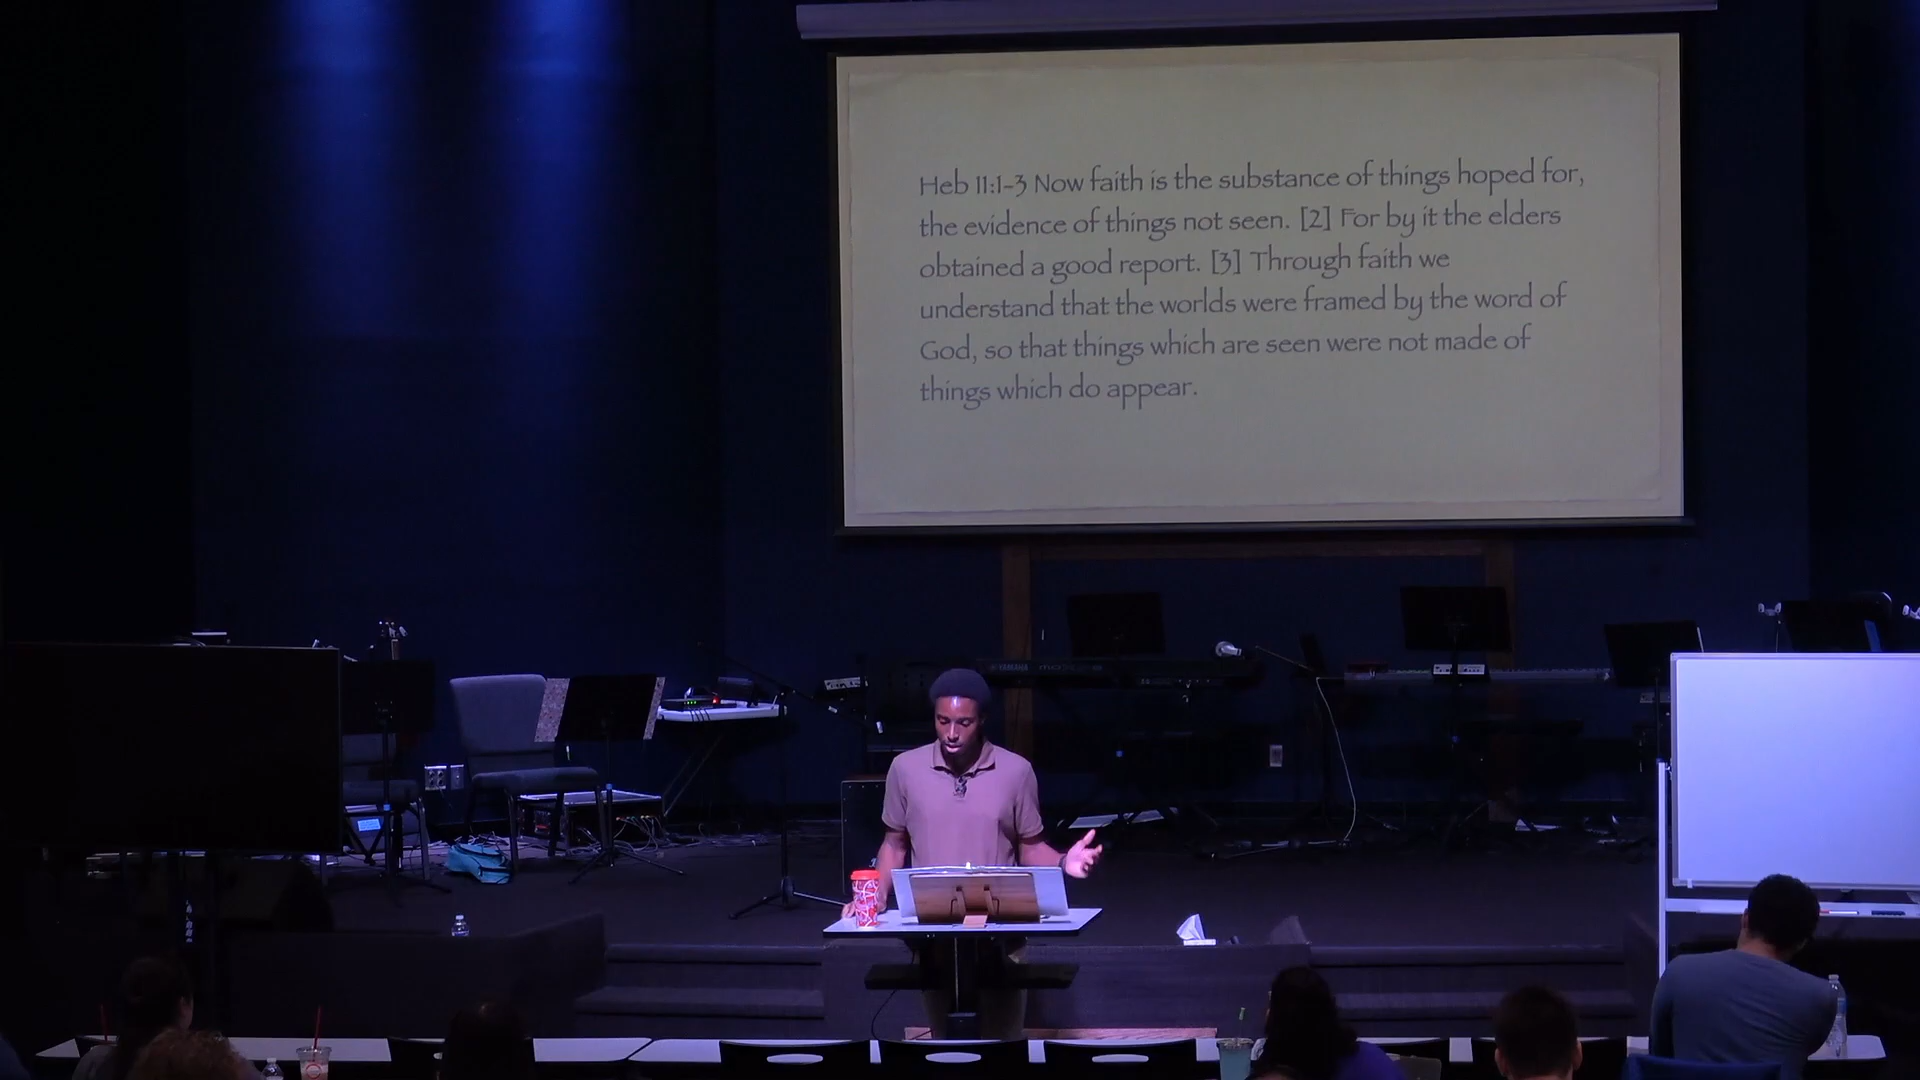 Heb 11:1-3 Now faith is the substance of things hoped for,
the evidence of things not seen. [2] For by it the elders
obtained a good report. [3] Through faith we
understand that the worlds were framed by the word of
God, so that things which are seen were not made of
things which do appear.
YAMAHA